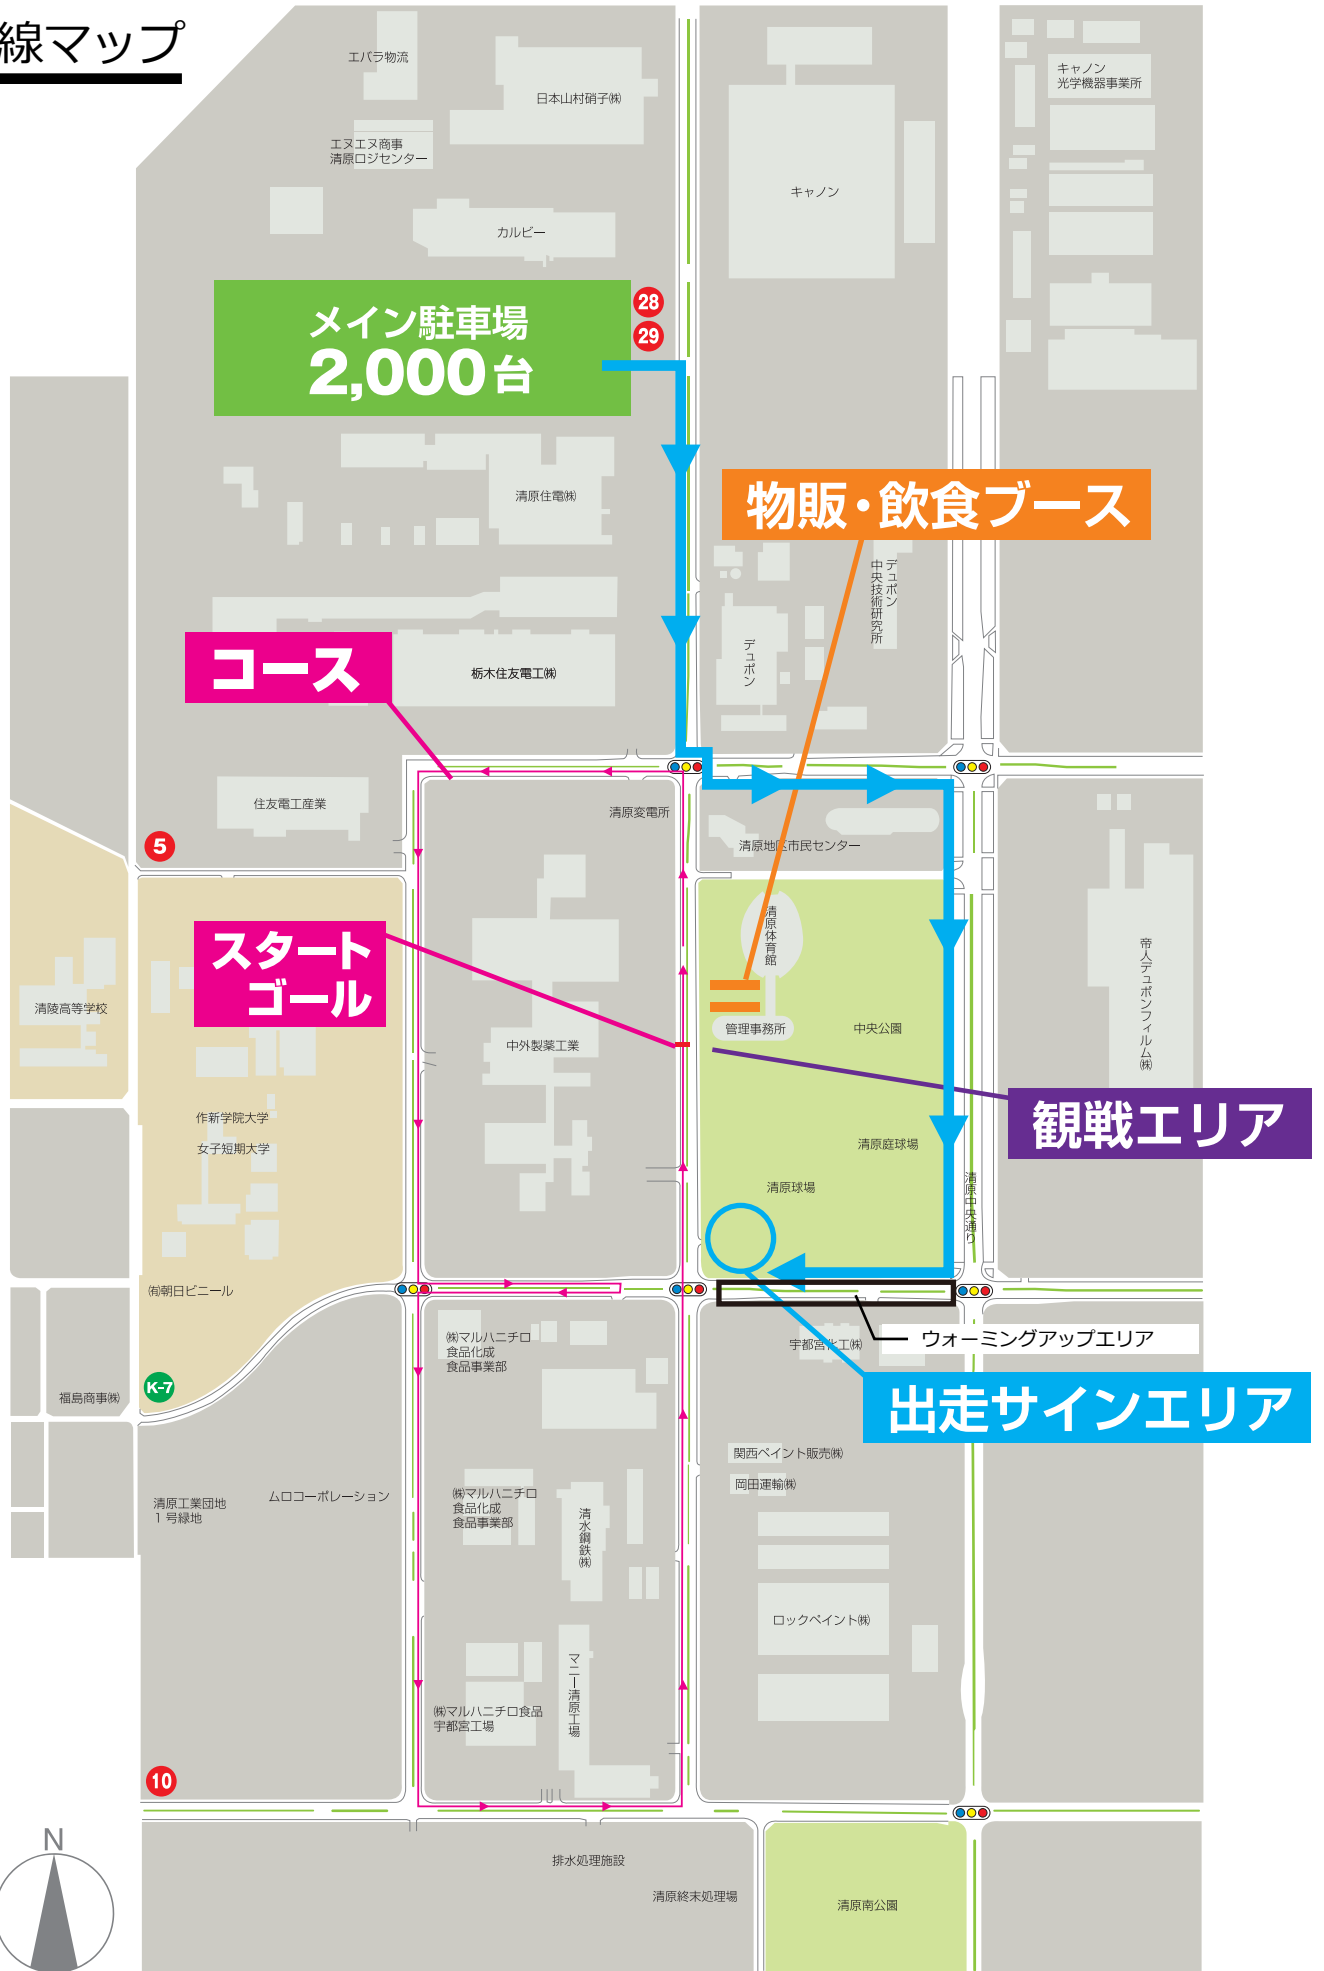 線マップ
エバラ物流
日本山村硝子㈱
エヌエヌ商事
清原ロジセンター
カルビー
キャノン
キャノン
光学機器事業所
メイン駐車場
2,000台
28
29
清原住電㈱
物販・飲食ブース
デュポン
中央技術研究所
デュポン
コース
栃木住友電工㈱
住友電工産業
清原変電所
清原地区市民センター
5
スタート
ゴール
清原体育館
管理事務所
中央公園
帝人デュポンフィルム㈱
清陵高等学校
中外製薬工業
観戦エリア
作新学院大学
女子短期大学
清原庭球場
清原球場
清原中央通り
㈲朝日ビニール
ウォーミングアップエリア
㈱マルハニチロ
食品化成
食品事業部
宇都宮化工㈱
出走サインエリア
K-7
福島商事㈱
関西ペイント販売㈱
岡田運輸㈱
清原工業団地
1 号緑地
ムロコーポレーション
㈱マルハニチロ
食品化成
食品事業部
清水鋼鉄㈱
ロックペイント㈱
マニー清原工場
㈱マルハニチロ食品
宇都宮工場
10
N
排水処理施設
清原終末処理場
清原南公園